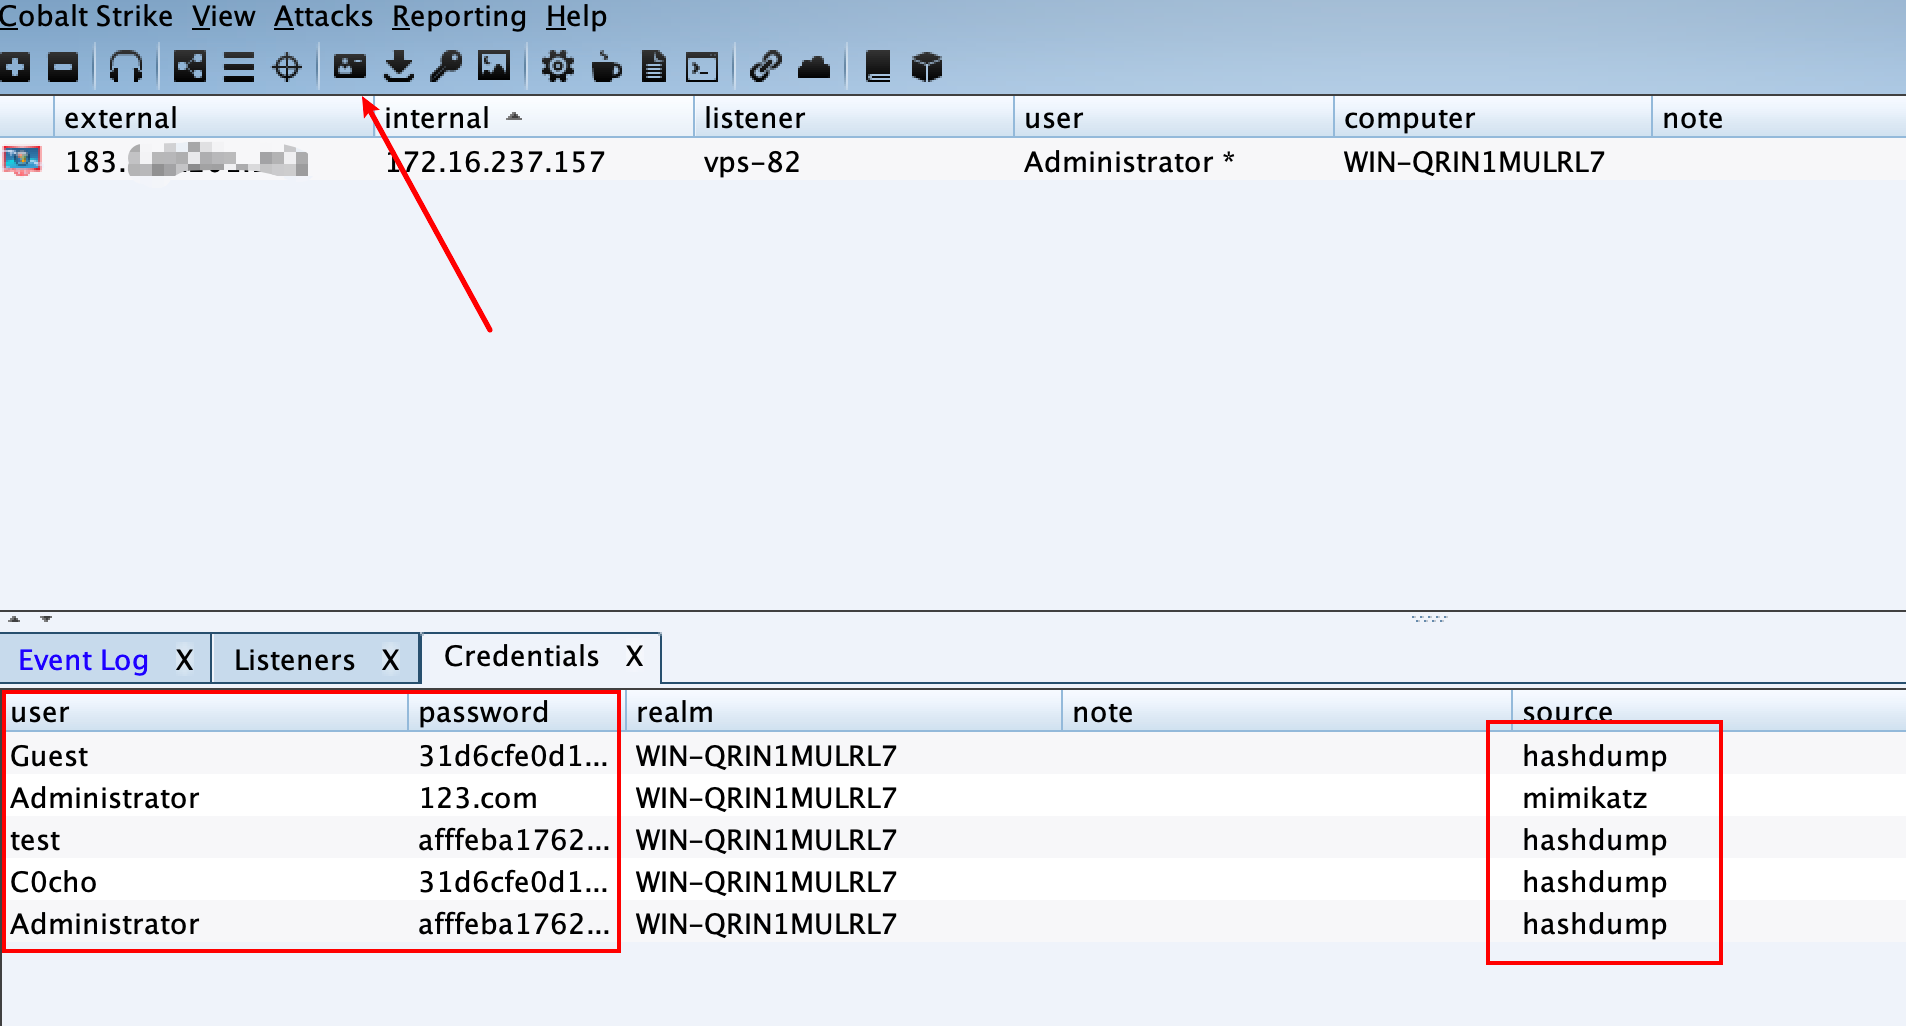 Cobalt Strike View Attacks Reporting Help
external internal listener user computer note
183. 172.16.237.157 vps-82 Administrator * WIN-QRIN1MULRL7
Event Log X Listeners X Credentials X
user password realm note source
Guest 31d6cfe0d1... WIN-QRIN1MULRL7 hashdump
Administrator 123.com WIN-QRIN1MULRL7 mimikatz
test afffeba1762... WIN-QRIN1MULRL7 hashdump
C0cho 31d6cfe0d1... WIN-QRIN1MULRL7 hashdump
Administrator afffeba1762... WIN-QRIN1MULRL7 hashdump